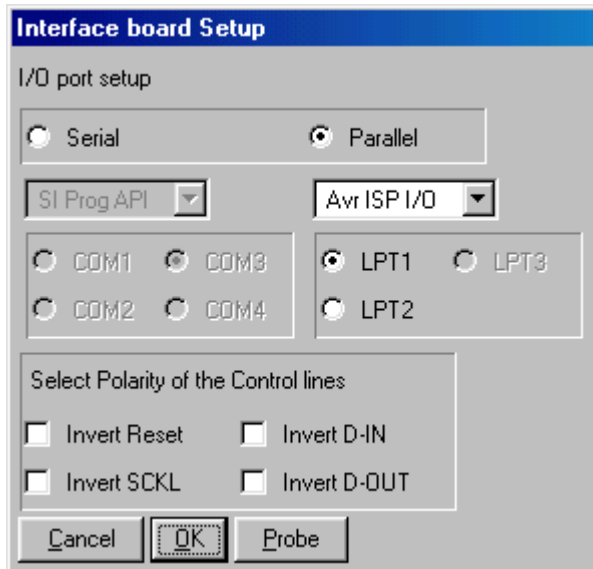 Interface board Setup
I/O port setup
Serial Parallel
SI Prog API Avr ISP I/O
COM1 COM3 LPT1 LPT3
COM2 COM4 LPT2
Select Polarity of the Control lines
Invert Reset Invert D-IN
Invert SCKL Invert D-OUT
Cancel OK Probe